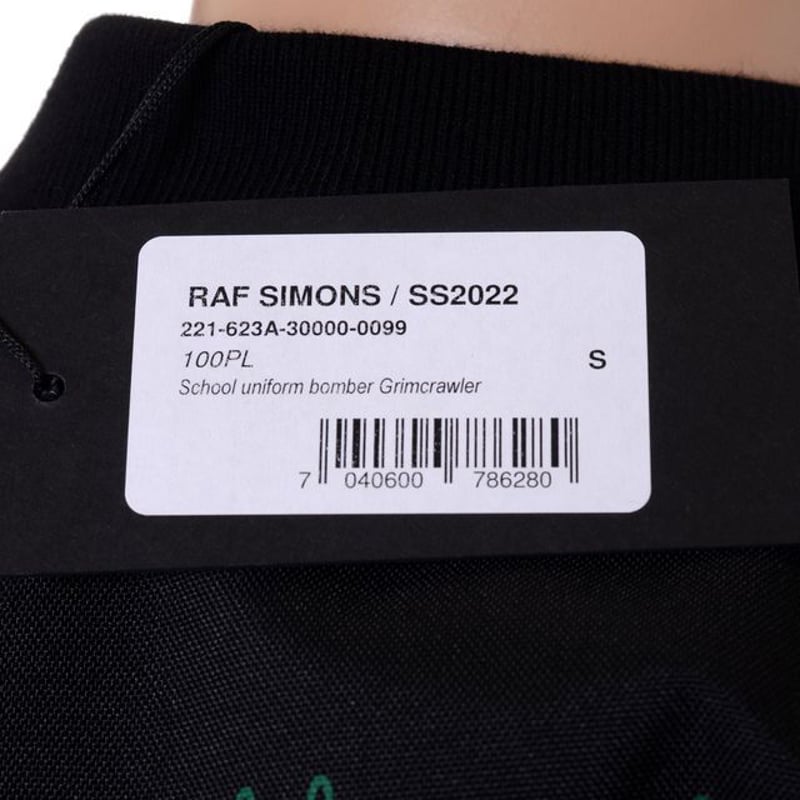 RAF SIMONS / SS2022
221-623A-30000-0099
100PL
S
School uniform bomber Grimcrawler
7 040600 786280